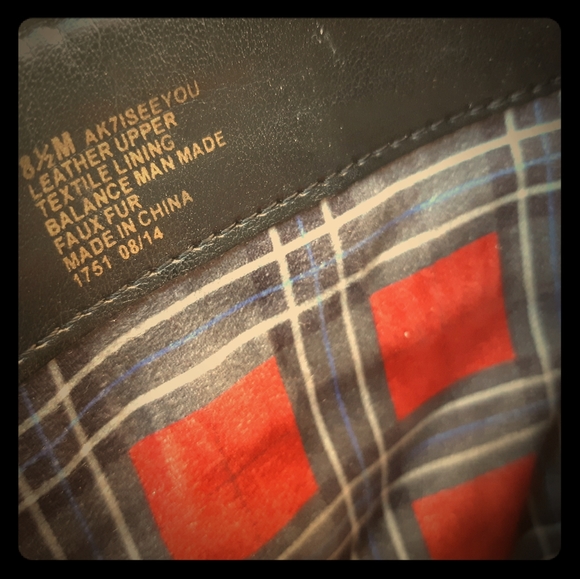 8½M AK7ISEEYOU
LEATHER UPPER
TEXTILE LINING
BALANCE MAN MADE
FAUX FUR
MADE IN CHINA
1751 08/14